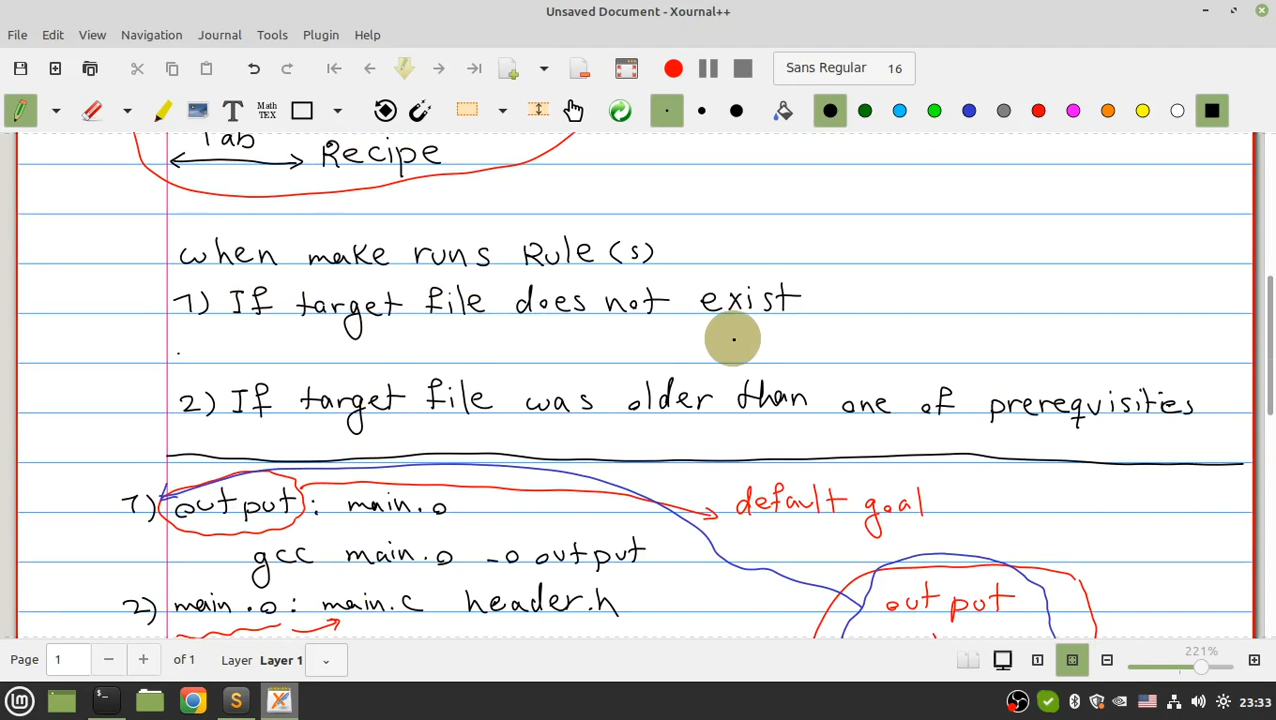 Unsaved Document - Xournal++
File Edit View Navigation Journal Tools Plugin Help
Sans Regular 16
Math
TEX
Tab
Recipe
when make runs Rule(s)
1) If target file does not exist
2) If target file was older than one of prerequisities
1) output: main.o
default goal
gcc main.o -o output
2) main.o: main.c header.h
output
Page 1 of 1 Layer Layer 1
221%
23:33